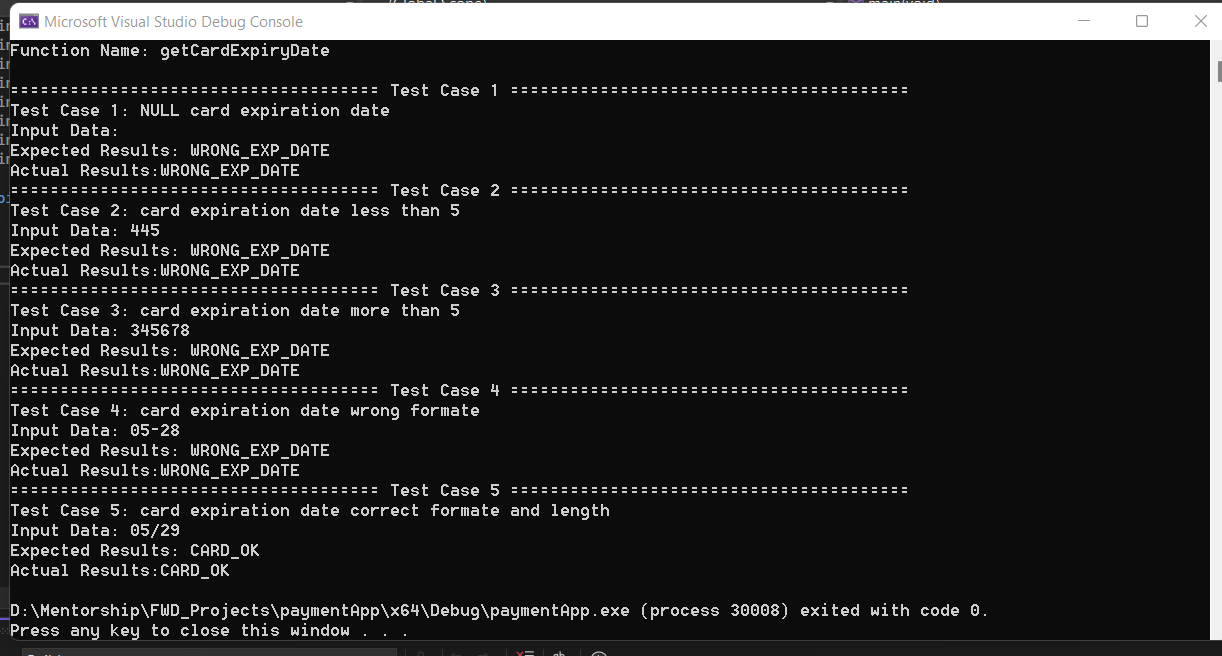 Microsoft Visual Studio Debug Console
Function Name: getCardExpiryDate
===================================== Test Case 1 ========================================
Test Case 1: NULL card expiration date
Input Data:
Expected Results: WRONG_EXP_DATE
Actual Results:WRONG_EXP_DATE
===================================== Test Case 2 ========================================
Test Case 2: card expiration date less than 5
Input Data: 445
Expected Results: WRONG_EXP_DATE
Actual Results:WRONG_EXP_DATE
===================================== Test Case 3 ========================================
Test Case 3: card expiration date more than 5
Input Data: 345678
Expected Results: WRONG_EXP_DATE
Actual Results:WRONG_EXP_DATE
===================================== Test Case 4 ========================================
Test Case 4: card expiration date wrong formate
Input Data: 05-28
Expected Results: WRONG_EXP_DATE
Actual Results:WRONG_EXP_DATE
===================================== Test Case 5 ========================================
Test Case 5: card expiration date correct formate and length
Input Data: 05/29
Expected Results: CARD_OK
Actual Results:CARD_OK
D:\Mentorship\FWD_Projects\paymentApp\x64\Debug\paymentApp.exe (process 30008) exited with code 0.
Press any key to close this window . . .